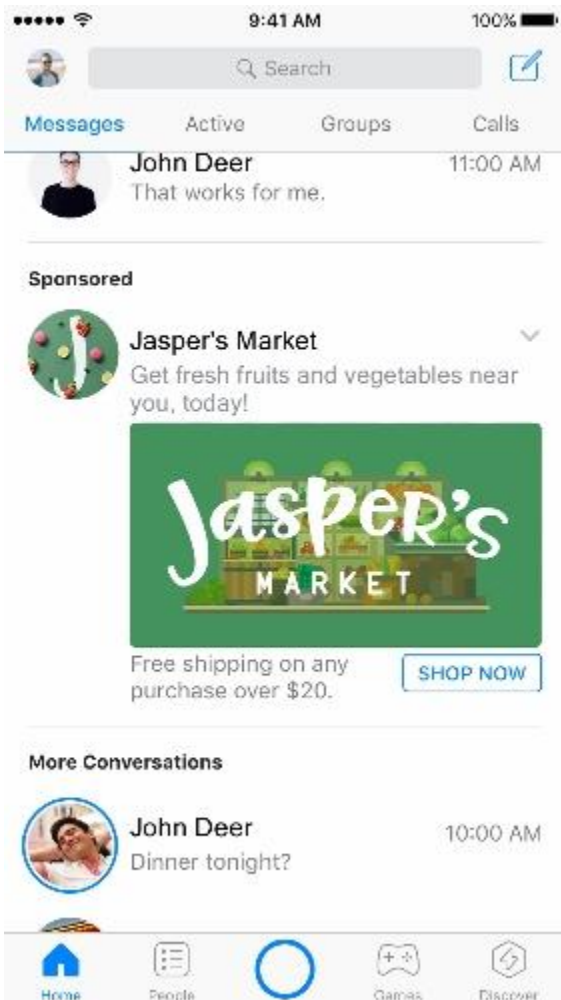 9:41 AM 100%
Search
Messages Active Groups Calls
John Deer 11:00 AM
That works for me.
Sponsored
Jasper's Market
Get fresh fruits and vegetables near
you, today!
Jasper's
MARKET
Free shipping on any
purchase over $20.
SHOP NOW
More Conversations
John Deer 10:00 AM
Dinner tonight?
Home People Games Discover